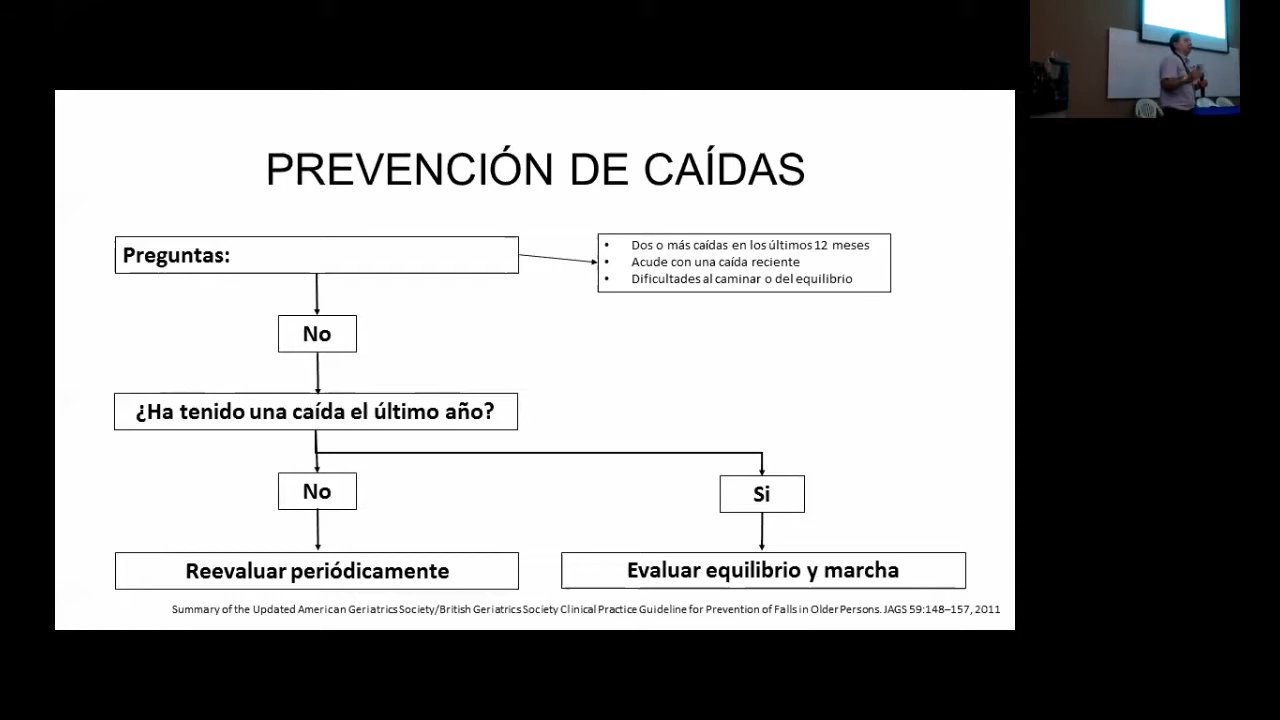 PREVENCIÓN DE CAÍDAS
Preguntas:
• Dos o más caídas en los últimos 12 meses
• Acude con una caída reciente
• Dificultades al caminar o del equilibrio
No
¿Ha tenido una caída el último año?
No
Si
Reevaluar periódicamente
Evaluar equilibrio y marcha
Summary of the Updated American Geriatrics Society/British Geriatrics Society Clinical Practice Guideline for Prevention of Falls in Older Persons. JAGS 59:148–157, 2011